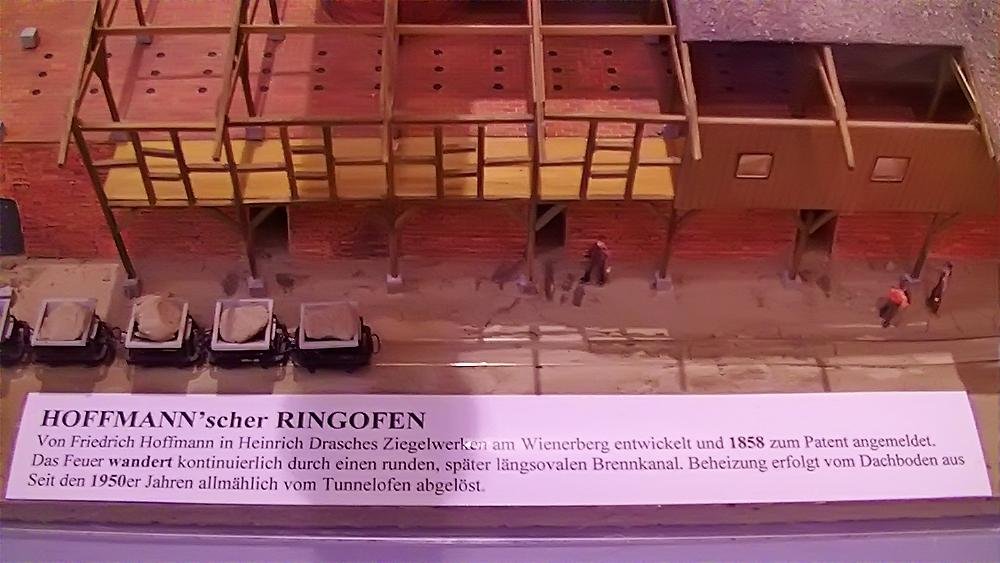 HOFFMANN’scher RINGOFEN
Von Friedrich Hoffmann in Heinrich Drasches Ziegelwerken am Wienerberg entwickelt und 1858 zum Patent angemeldet.
Das Feuer wandert kontinuierlich durch einen runden, später längsovalen Brennkanal. Beheizung erfolgt vom Dachboden aus
Seit den 1950er Jahren allmählich vom Tunnelofen abgelöst.